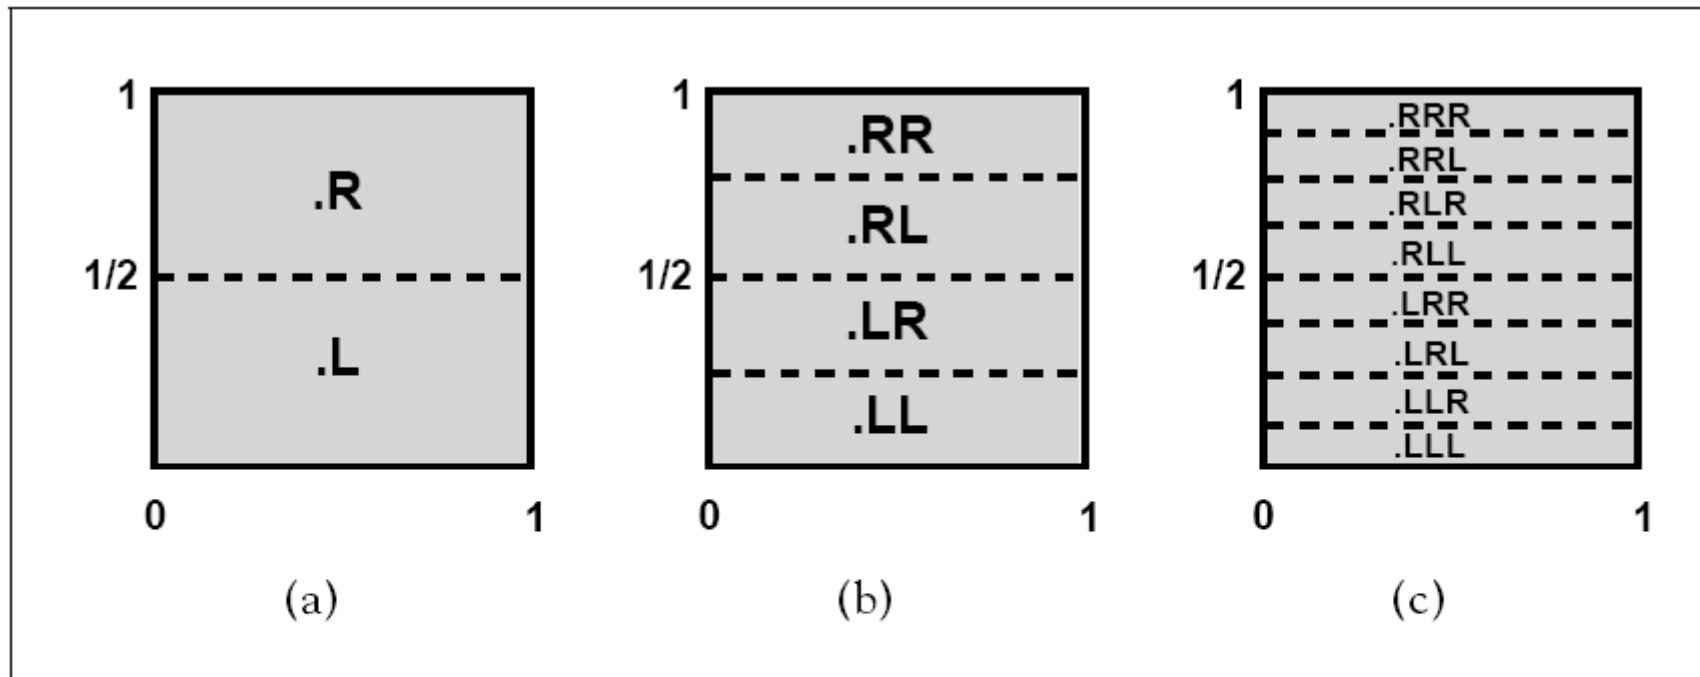 1
.R
1/2
.L
0 1
(a)
1
.RR
.RL
1/2
.LR
.LL
0 1
(b)
1
.RRR
.RRL
.RLR
.RLL
1/2
.LRR
.LRL
.LLR
.LLL
0 1
(c)